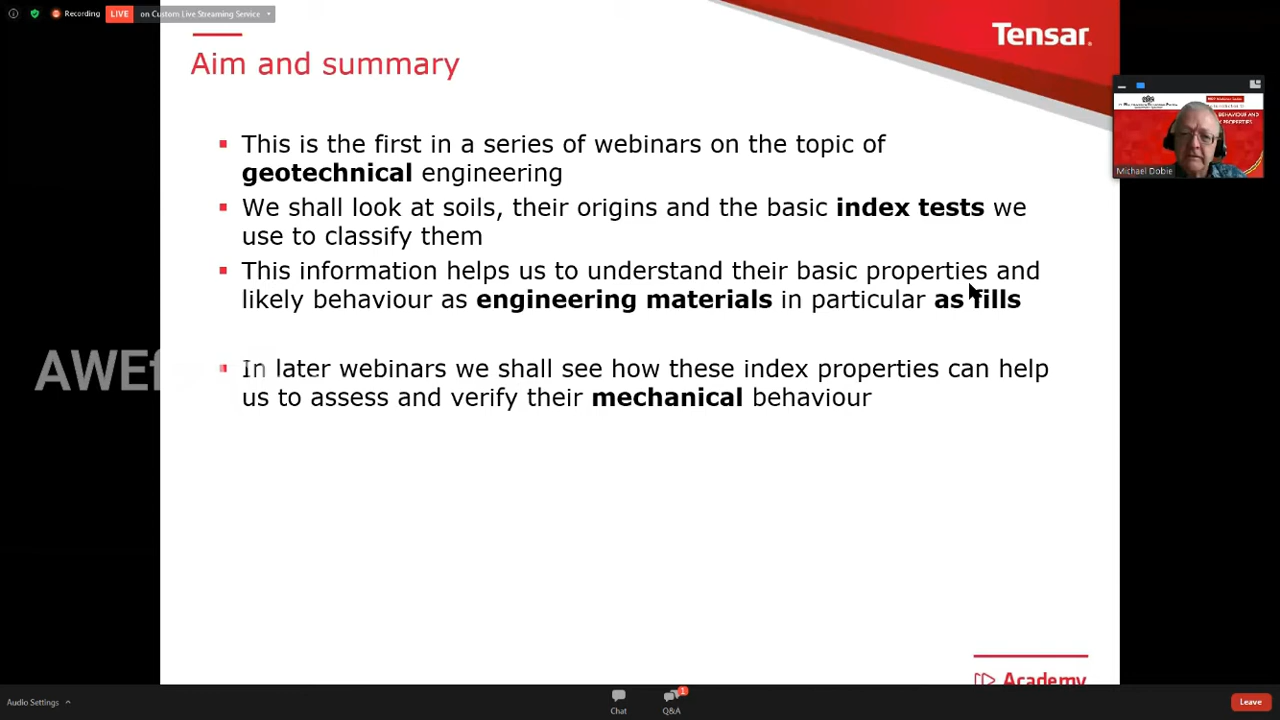 Recording
LIVE
on Custom Live Streaming Service
Tensar
Aim and summary
This is the first in a series of webinars on the topic of
geotechnical engineering
We shall look at soils, their origins and the basic index tests we
use to classify them
This information helps us to understand their basic properties and
likely behaviour as engineering materials in particular as fills
In later webinars we shall see how these index properties can help
us to assess and verify their mechanical behaviour
BEHAVIOUR AND
PROPERTIES
Michael Dobie
Academy
Audio Settings
Chat
Q&A
1
Leave